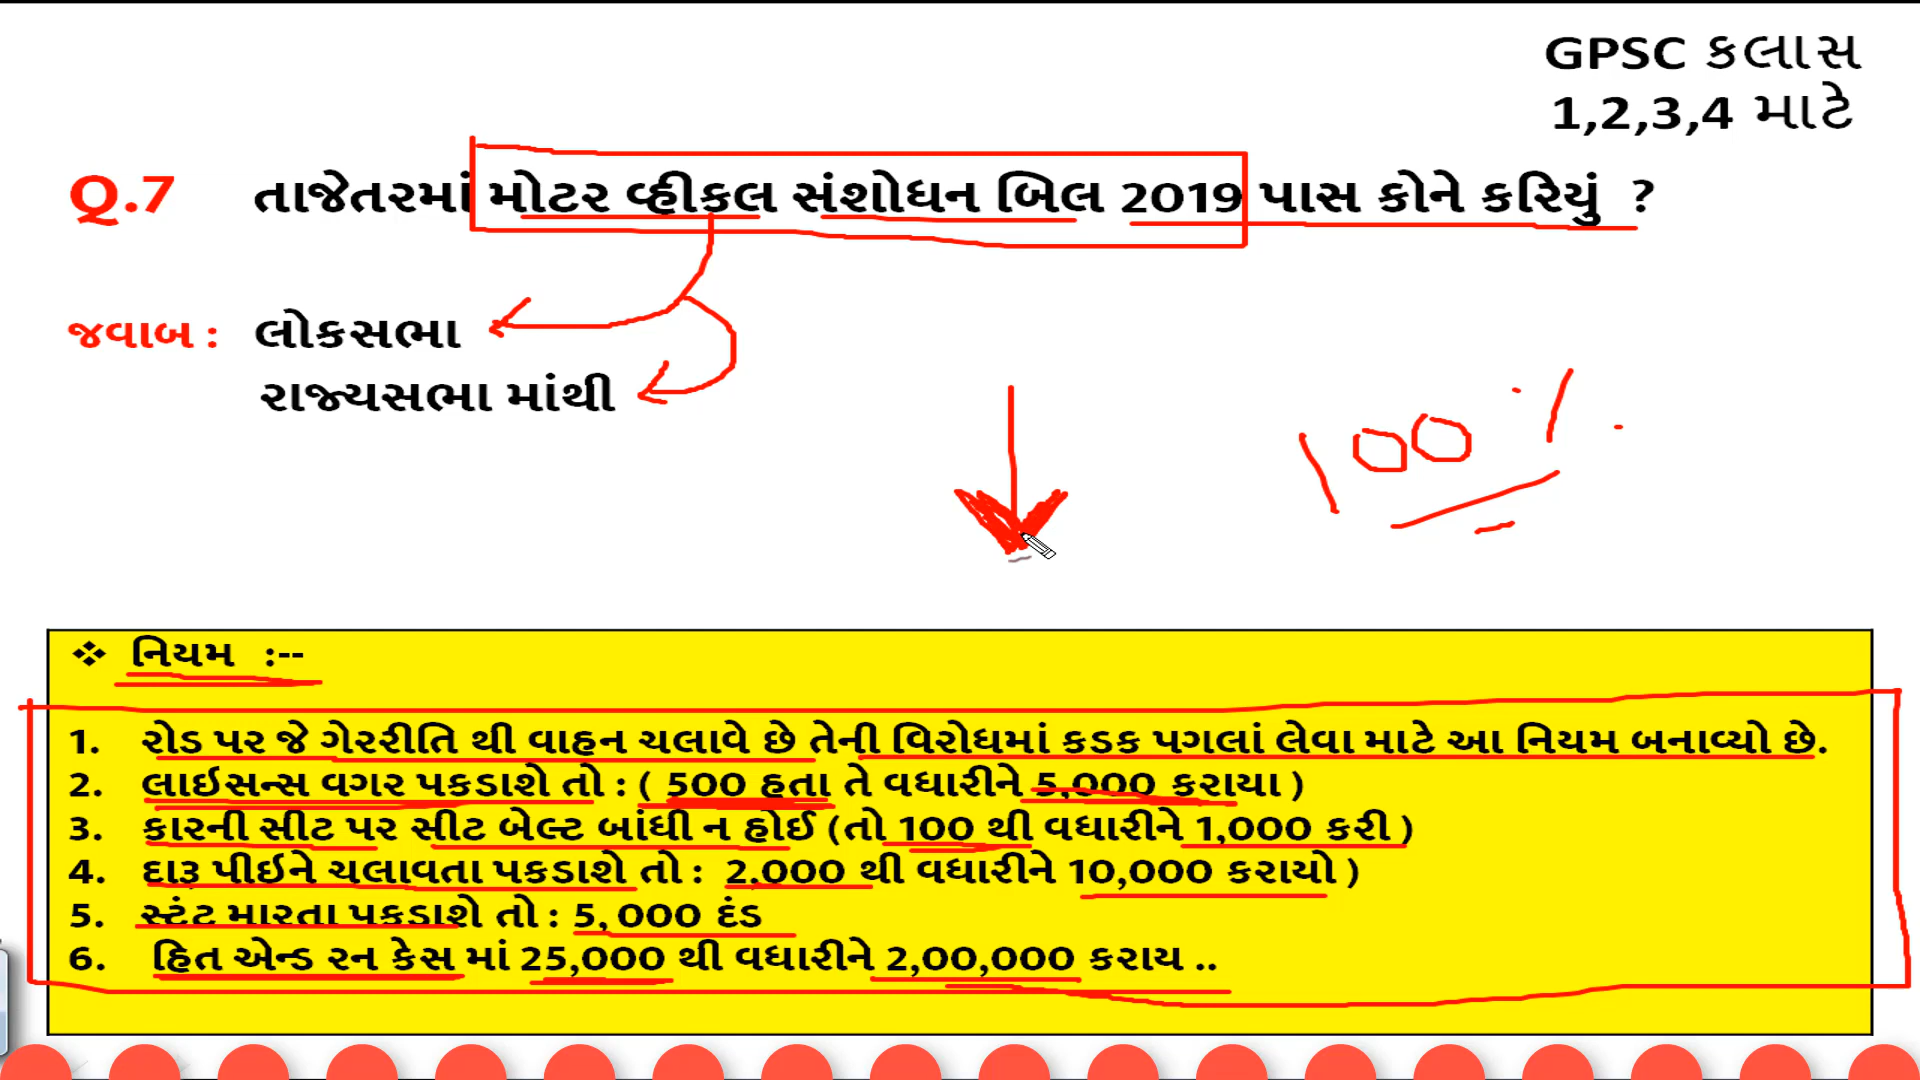 GPSC ક્લાસ
1,2,3,4 માટે
Q.7 તાજેતરમાં મોટર વ્હીકલ સંશોધન બિલ 2019 પાસ કોને કરિયું ?
જવાબ : લોકસભા
રાજ્યસભા માંથી
100 %
❖ નિયમ :--
1. રોડ પર જે ગેરરીતિ થી વાહન ચલાવે છે તેની વિરોધમાં કડક પગલાં લેવા માટે આ નિયમ બનાવ્યો છે.
2. લાઇસન્સ વગર પકડાશે તો : ( 500 હતા તે વધારીને 5,000 કરાયા )
3. કારની સીટ પર સીટ બેલ્ટ બાંધી ન હોઈ (તો 100 થી વધારીને 1,000 કરી )
4. દારૂ પીઇને ચલાવતા પકડાશે તો : 2,000 થી વધારીને 10,000 કરાયો )
5. સ્ટંટ મારતા પકડાશે તો : 5, 000 દંડ
6. હિત એન્ડ રન કેસ માં 25,000 થી વધારીને 2,00,000 કરાય ..